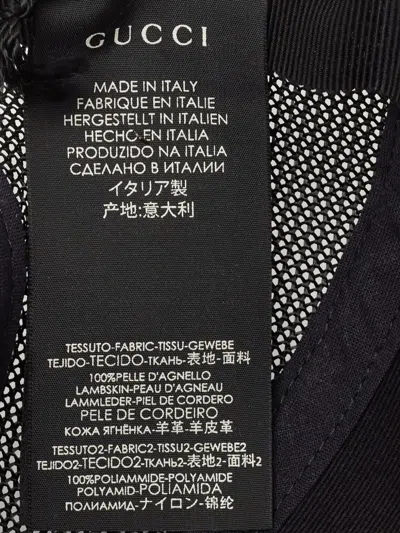 GUCCI
MADE IN ITALY
FABRIQUE EN ITALIE
HERGESTELLT IN ITALIEN
HECHO EN ITALIA
PRODUZIDO NA ITALIA
СДЕЛАНО В ИТАЛИИ
イタリア製
产地:意大利
TESSUTO-FABRIC-TISSU-GEWEBE
TEJIDO-TECIDO-ТКАНЬ-表地-面料
100%PELLE D'AGNELLO
LAMBSKIN-PEAU D'AGNEAU
LAMMLEDER-PIEL DE CORDERO
PELE DE CORDEIRO
КОЖА ЯГНЁНКА-羊革-羊皮革
TESSUTO2-FABRIC2-TISSU2-GEWEBE2
TEJIDO2-TECIDO2-ТКАНЬ2-表地2-面料2
100%POLIAMMIDE-POLYAMIDE
POLYAMID-POLIAMIDA
ПОЛИАМИД-ナイロン-锦纶